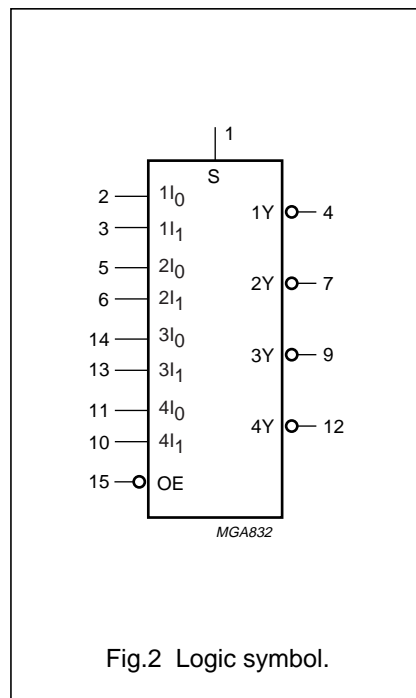 1
S
2 1I0 1Y 4
3 1I1
5 2I0 2Y 7
6 2I1
14 3I0 3Y 9
13 3I1
11 4I0 4Y 12
10 4I1
15 OE
MGA832
Fig.2 Logic symbol.